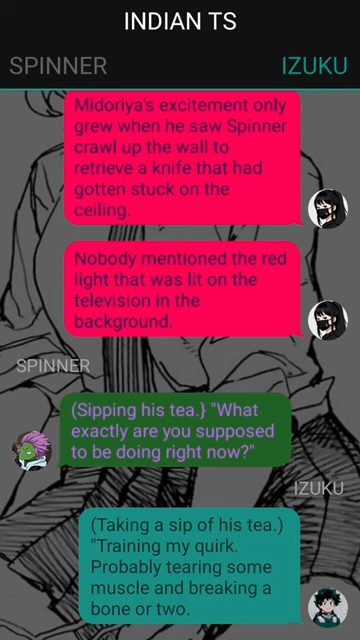 INDIAN TS
SPINNER
IZUKU
Midoriya's excitement only
grew when he saw Spinner
crawl up the wall to
retrieve a knife that had
gotten stuck on the
ceiling.
Nobody mentioned the red
light that was lit on the
television in the
background.
SPINNER
(Sipping his tea.} "What
exactly are you supposed
to be doing right now?"
IZUKU
(Taking a sip of his tea.)
"Training my quirk.
Probably tearing some
muscle and breaking a
bone or two.